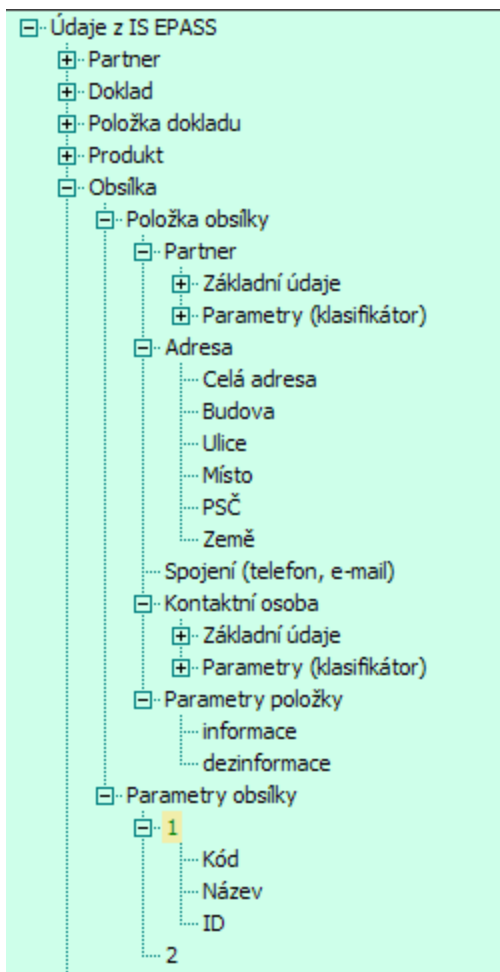 Údaje z IS EPASS
Partner
Doklad
Položka dokladu
Produkt
Obsílka
Položka obsílky
Partner
Základní údaje
Parametry (klasifikátor)
Adresa
Celá adresa
Budova
Ulice
Místo
PSČ
Země
Spojení (telefon, e-mail)
Kontaktní osoba
Základní údaje
Parametry (klasifikátor)
Parametry položky
informace
dezinformace
Parametry obsílky
1
Kód
Název
ID
2